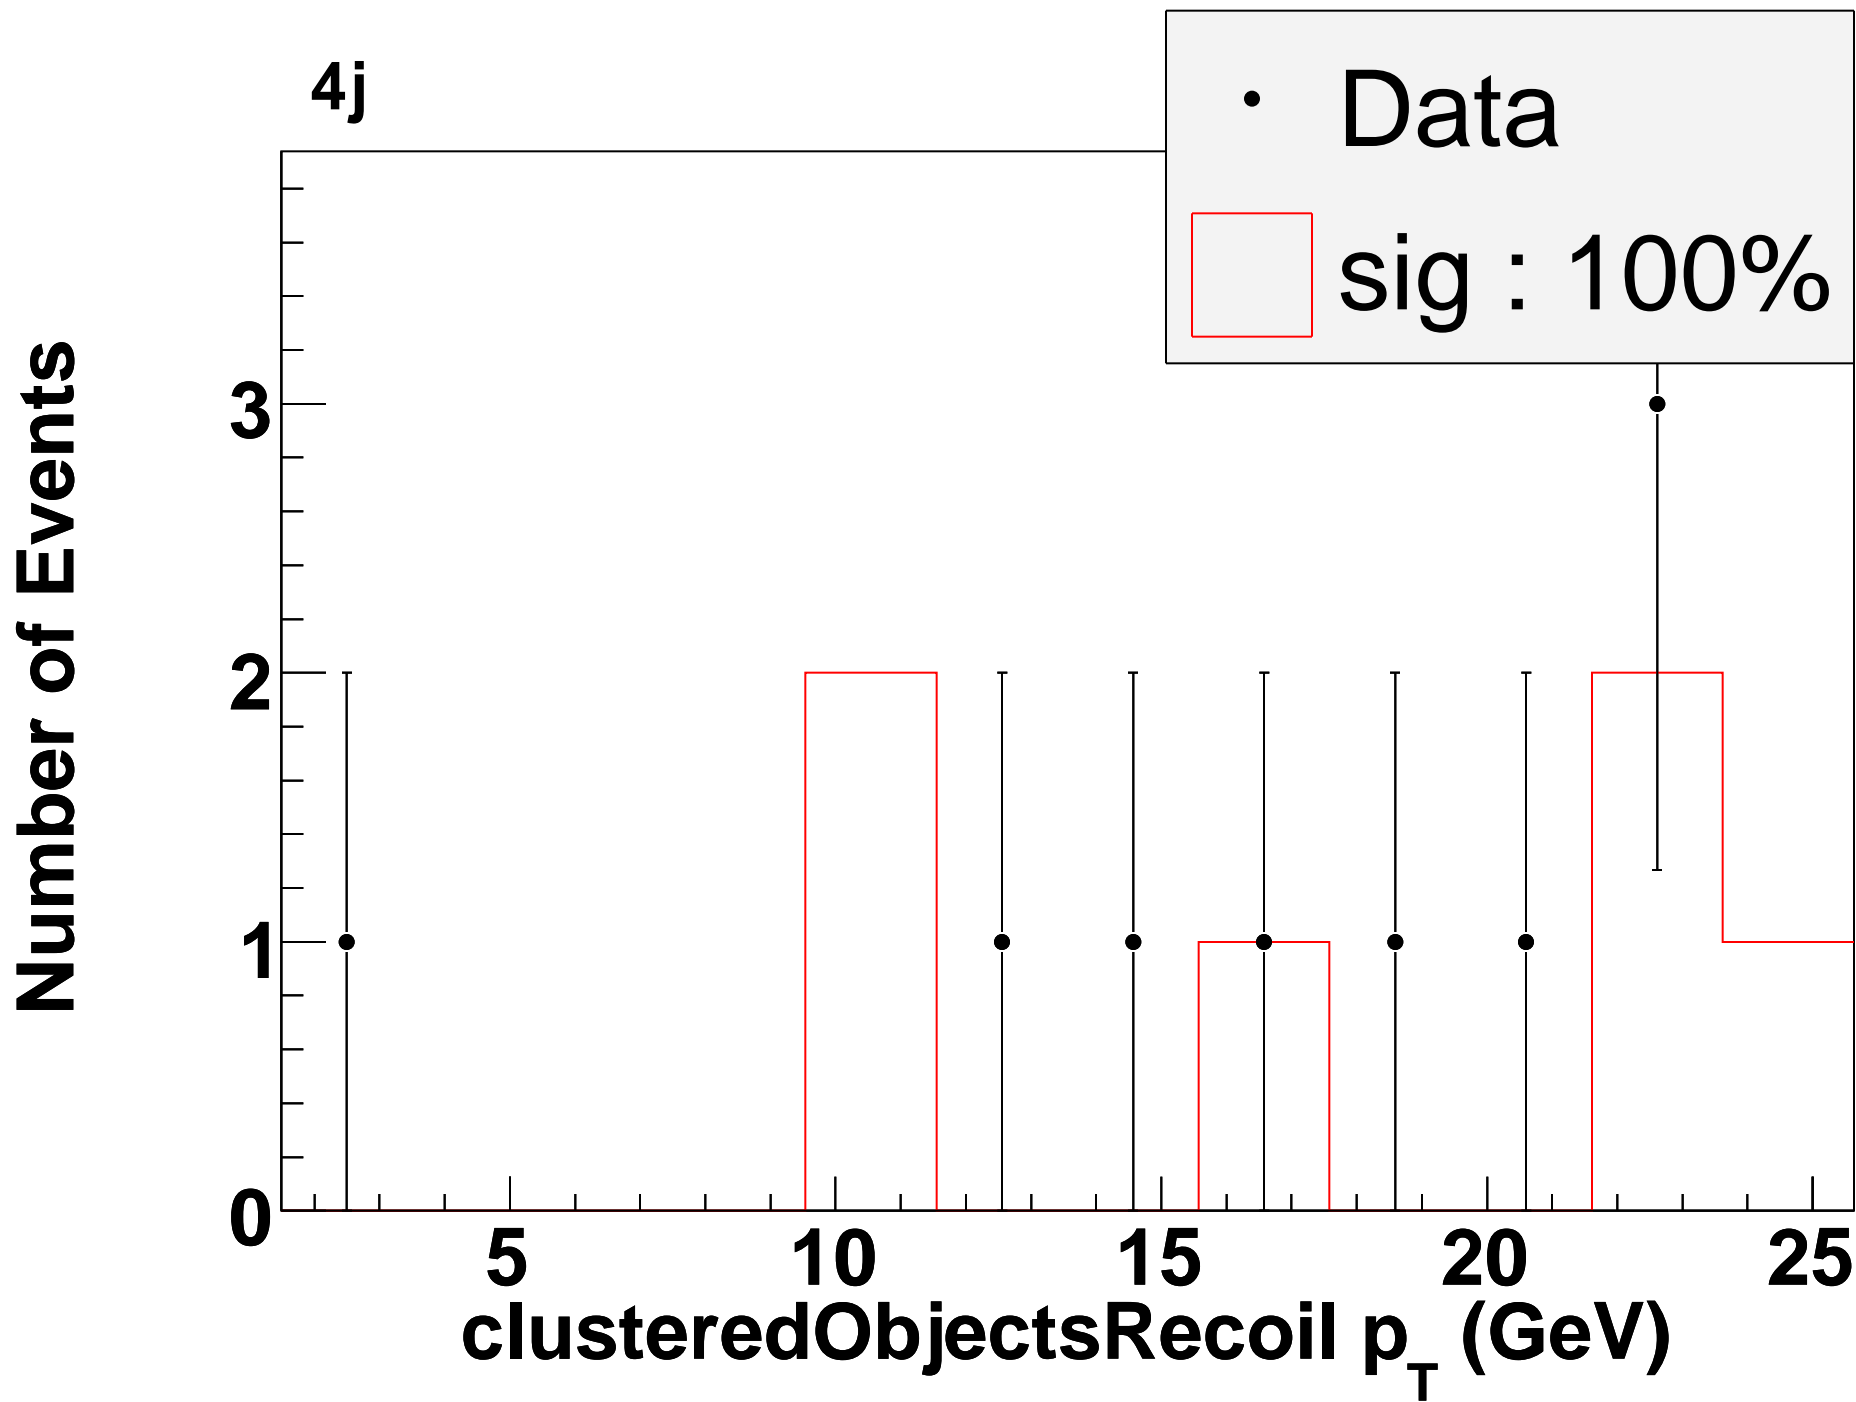 4j
Data
sig : 100%
Number of Events
3
2
1
0
5 10 15 20 25
clusteredObjectsRecoil p_T (GeV)